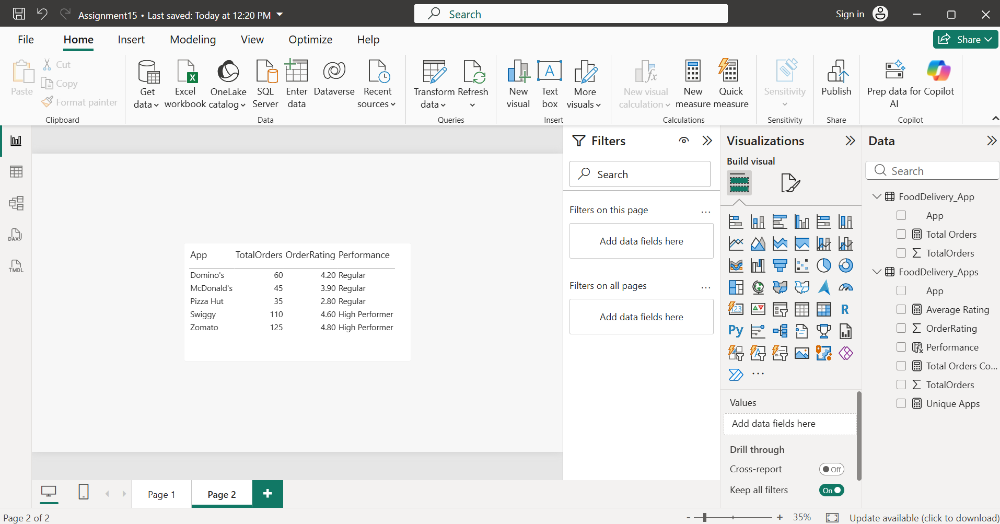 Assignment15 • Last saved: Today at 12:20 PM
Search
Sign in
File Home Insert Modeling View Optimize Help
Share
Paste
Cut
Copy
Format painter
Clipboard
Get data
Excel workbook
OneLake catalog
SQL Server
Enter data
Dataverse
Recent sources
Data
Transform data
Refresh
Queries
New visual
Text box
More visuals
Insert
New visual calculation
New measure
Quick measure
Calculations
Sensitivity
Sensitivity
Publish
Share
Prep data for AI
Copilot
Copilot
DAX
TMDL
App TotalOrders OrderRating Performance
Domino's 60 4.20 Regular
McDonald's 45 3.90 Regular
Pizza Hut 35 2.80 Regular
Swiggy 110 4.60 High Performer
Zomato 125 4.80 High Performer
Filters
Search
Filters on this page ...
Add data fields here
Filters on all pages ...
Add data fields here
Visualizations
Build visual
123
R
Py
...
Values
Add data fields here
Drill through
Cross-report Off
Keep all filters On
Data
Search
FoodDelivery_App
App
Total Orders
TotalOrders
FoodDelivery_Apps
App
Average Rating
OrderRating
Performance
Total Orders Co...
TotalOrders
Unique Apps
Page 1
Page 2
+
Page 2 of 2
- + 35%
Update available (click to download)